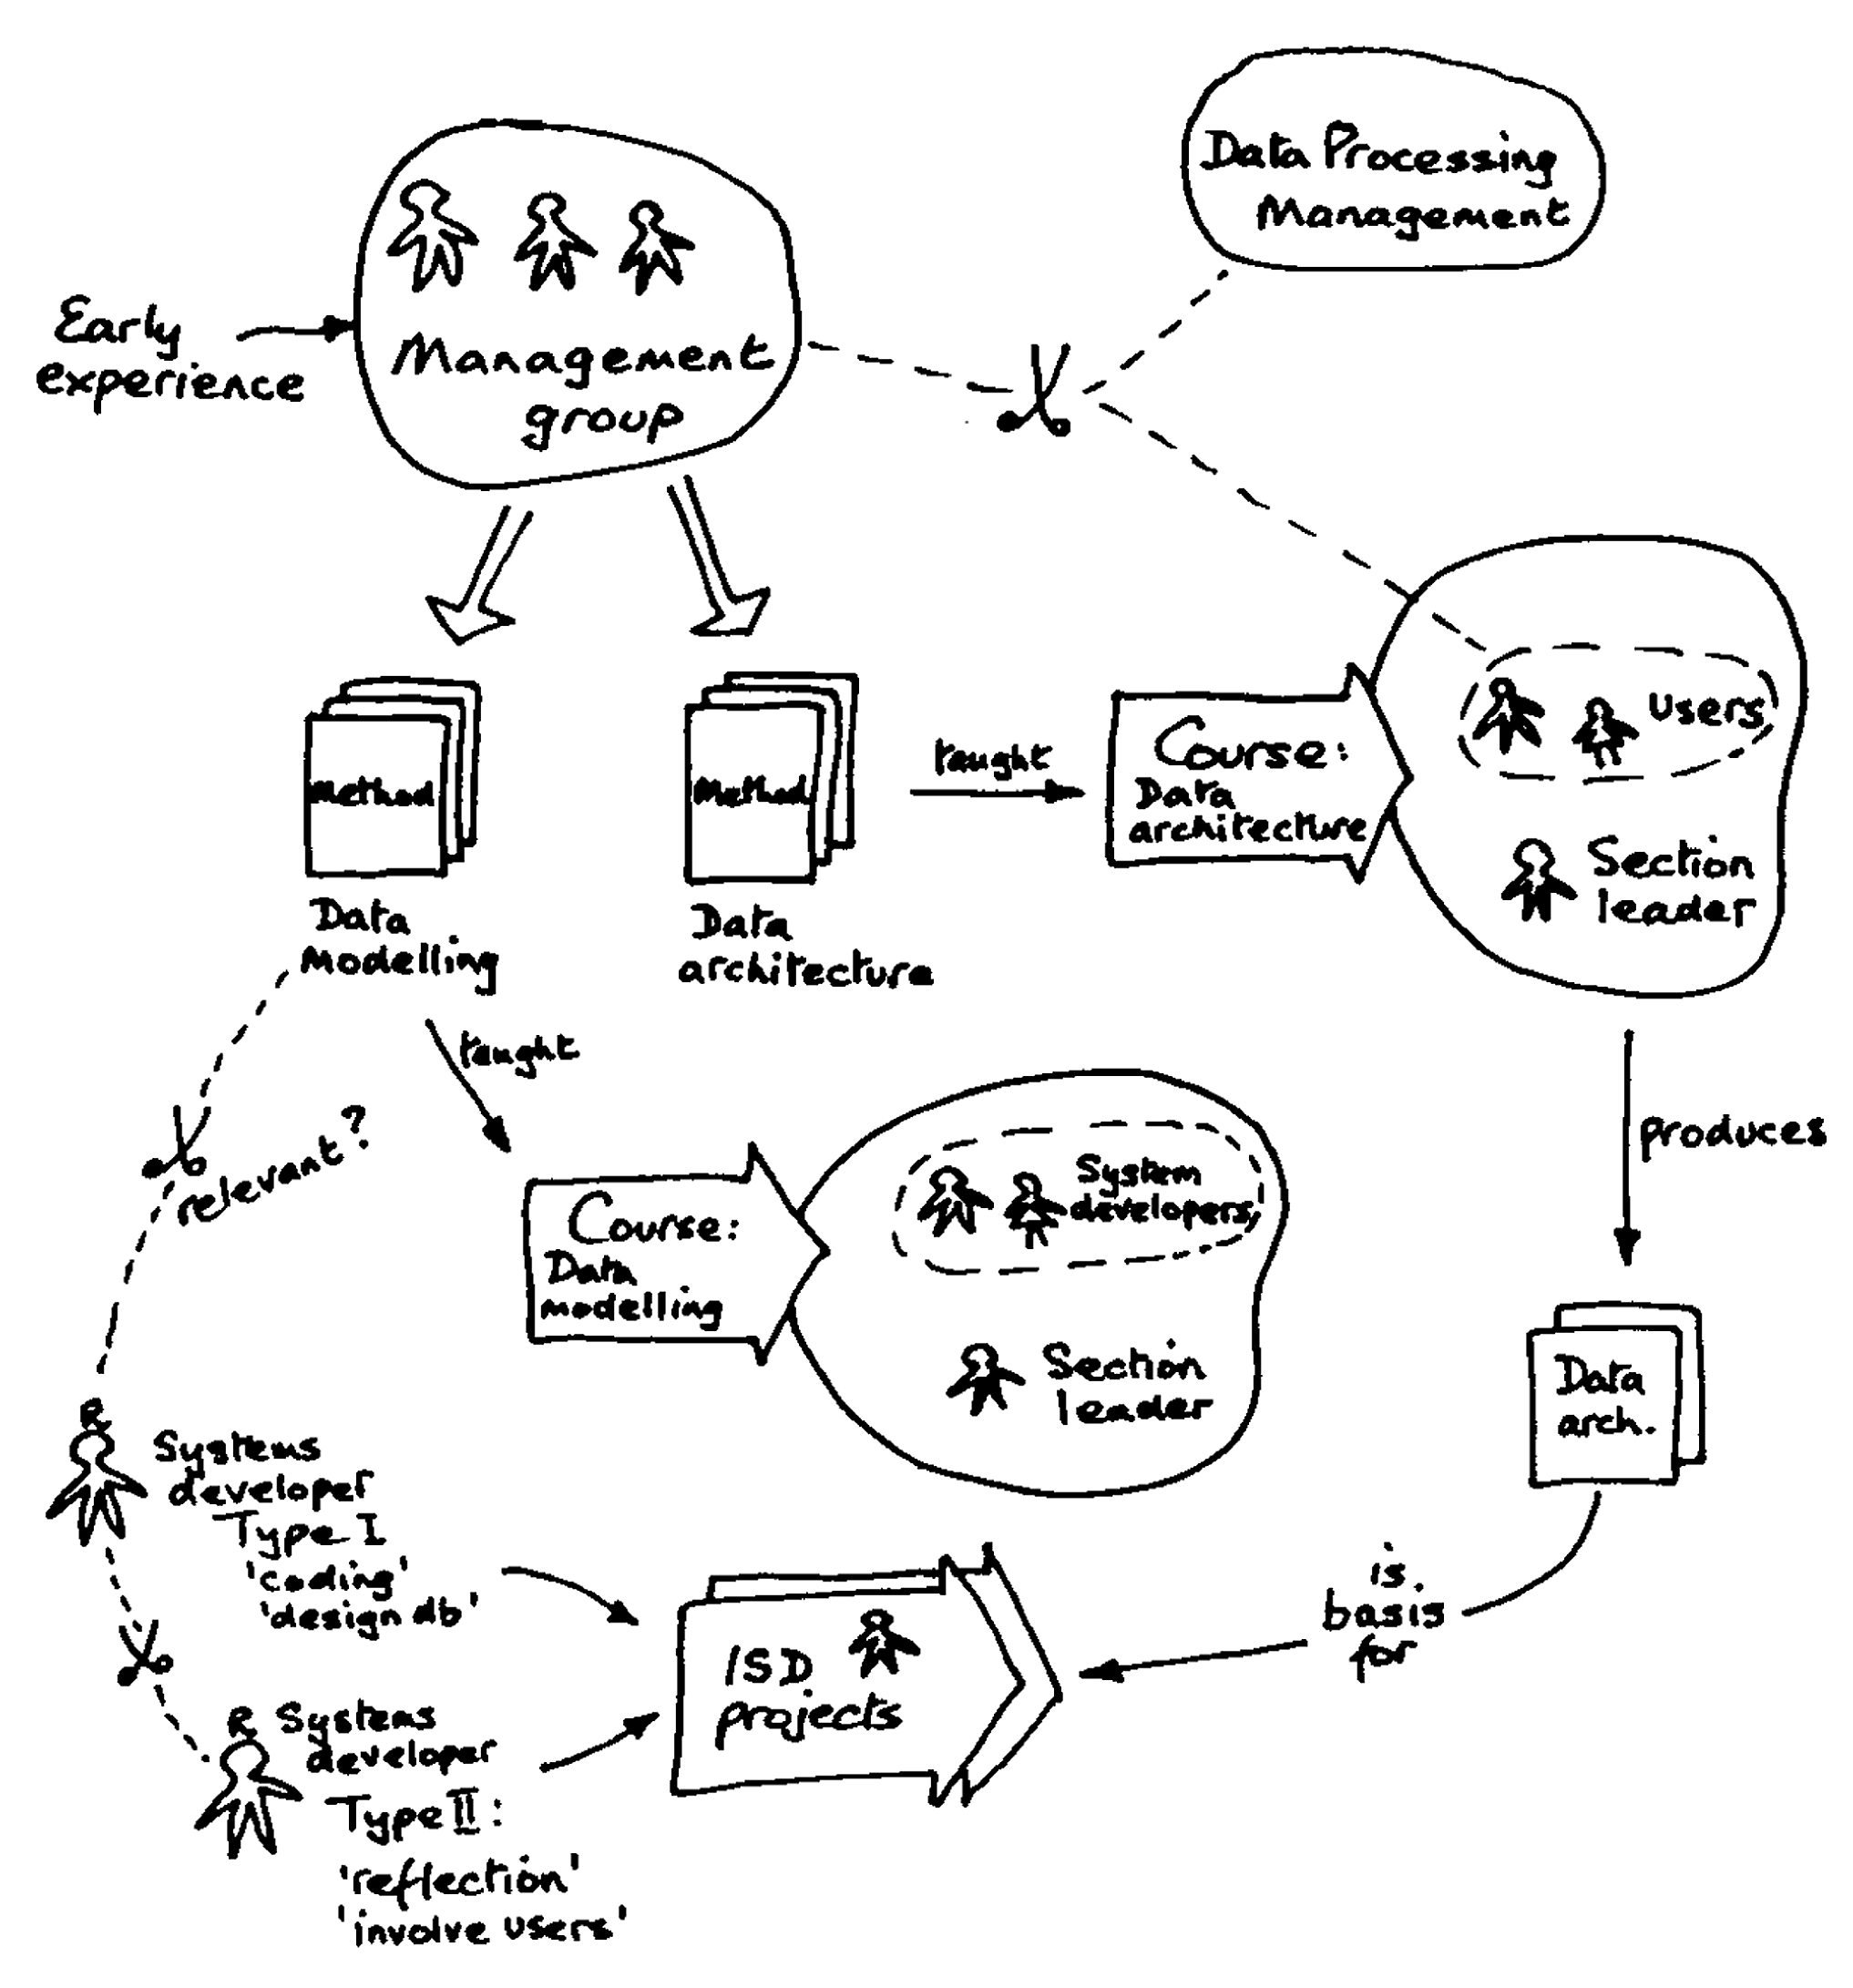 Data Processing
Management
Early
experience
Management
group
Users
Section
leader
Method
Method
taught
Course:
Data
architecture
Data
Modelling
Data
architecture
taught
produces
relevant?
Course:
Data
modelling
System
developers
Section
leader
Data
arch.
R
Systems
developer
Type I
'coding'
'design db'
is
basis
for
ISD
projects
R
Systems
developer
Type II:
'reflection'
'involve users'